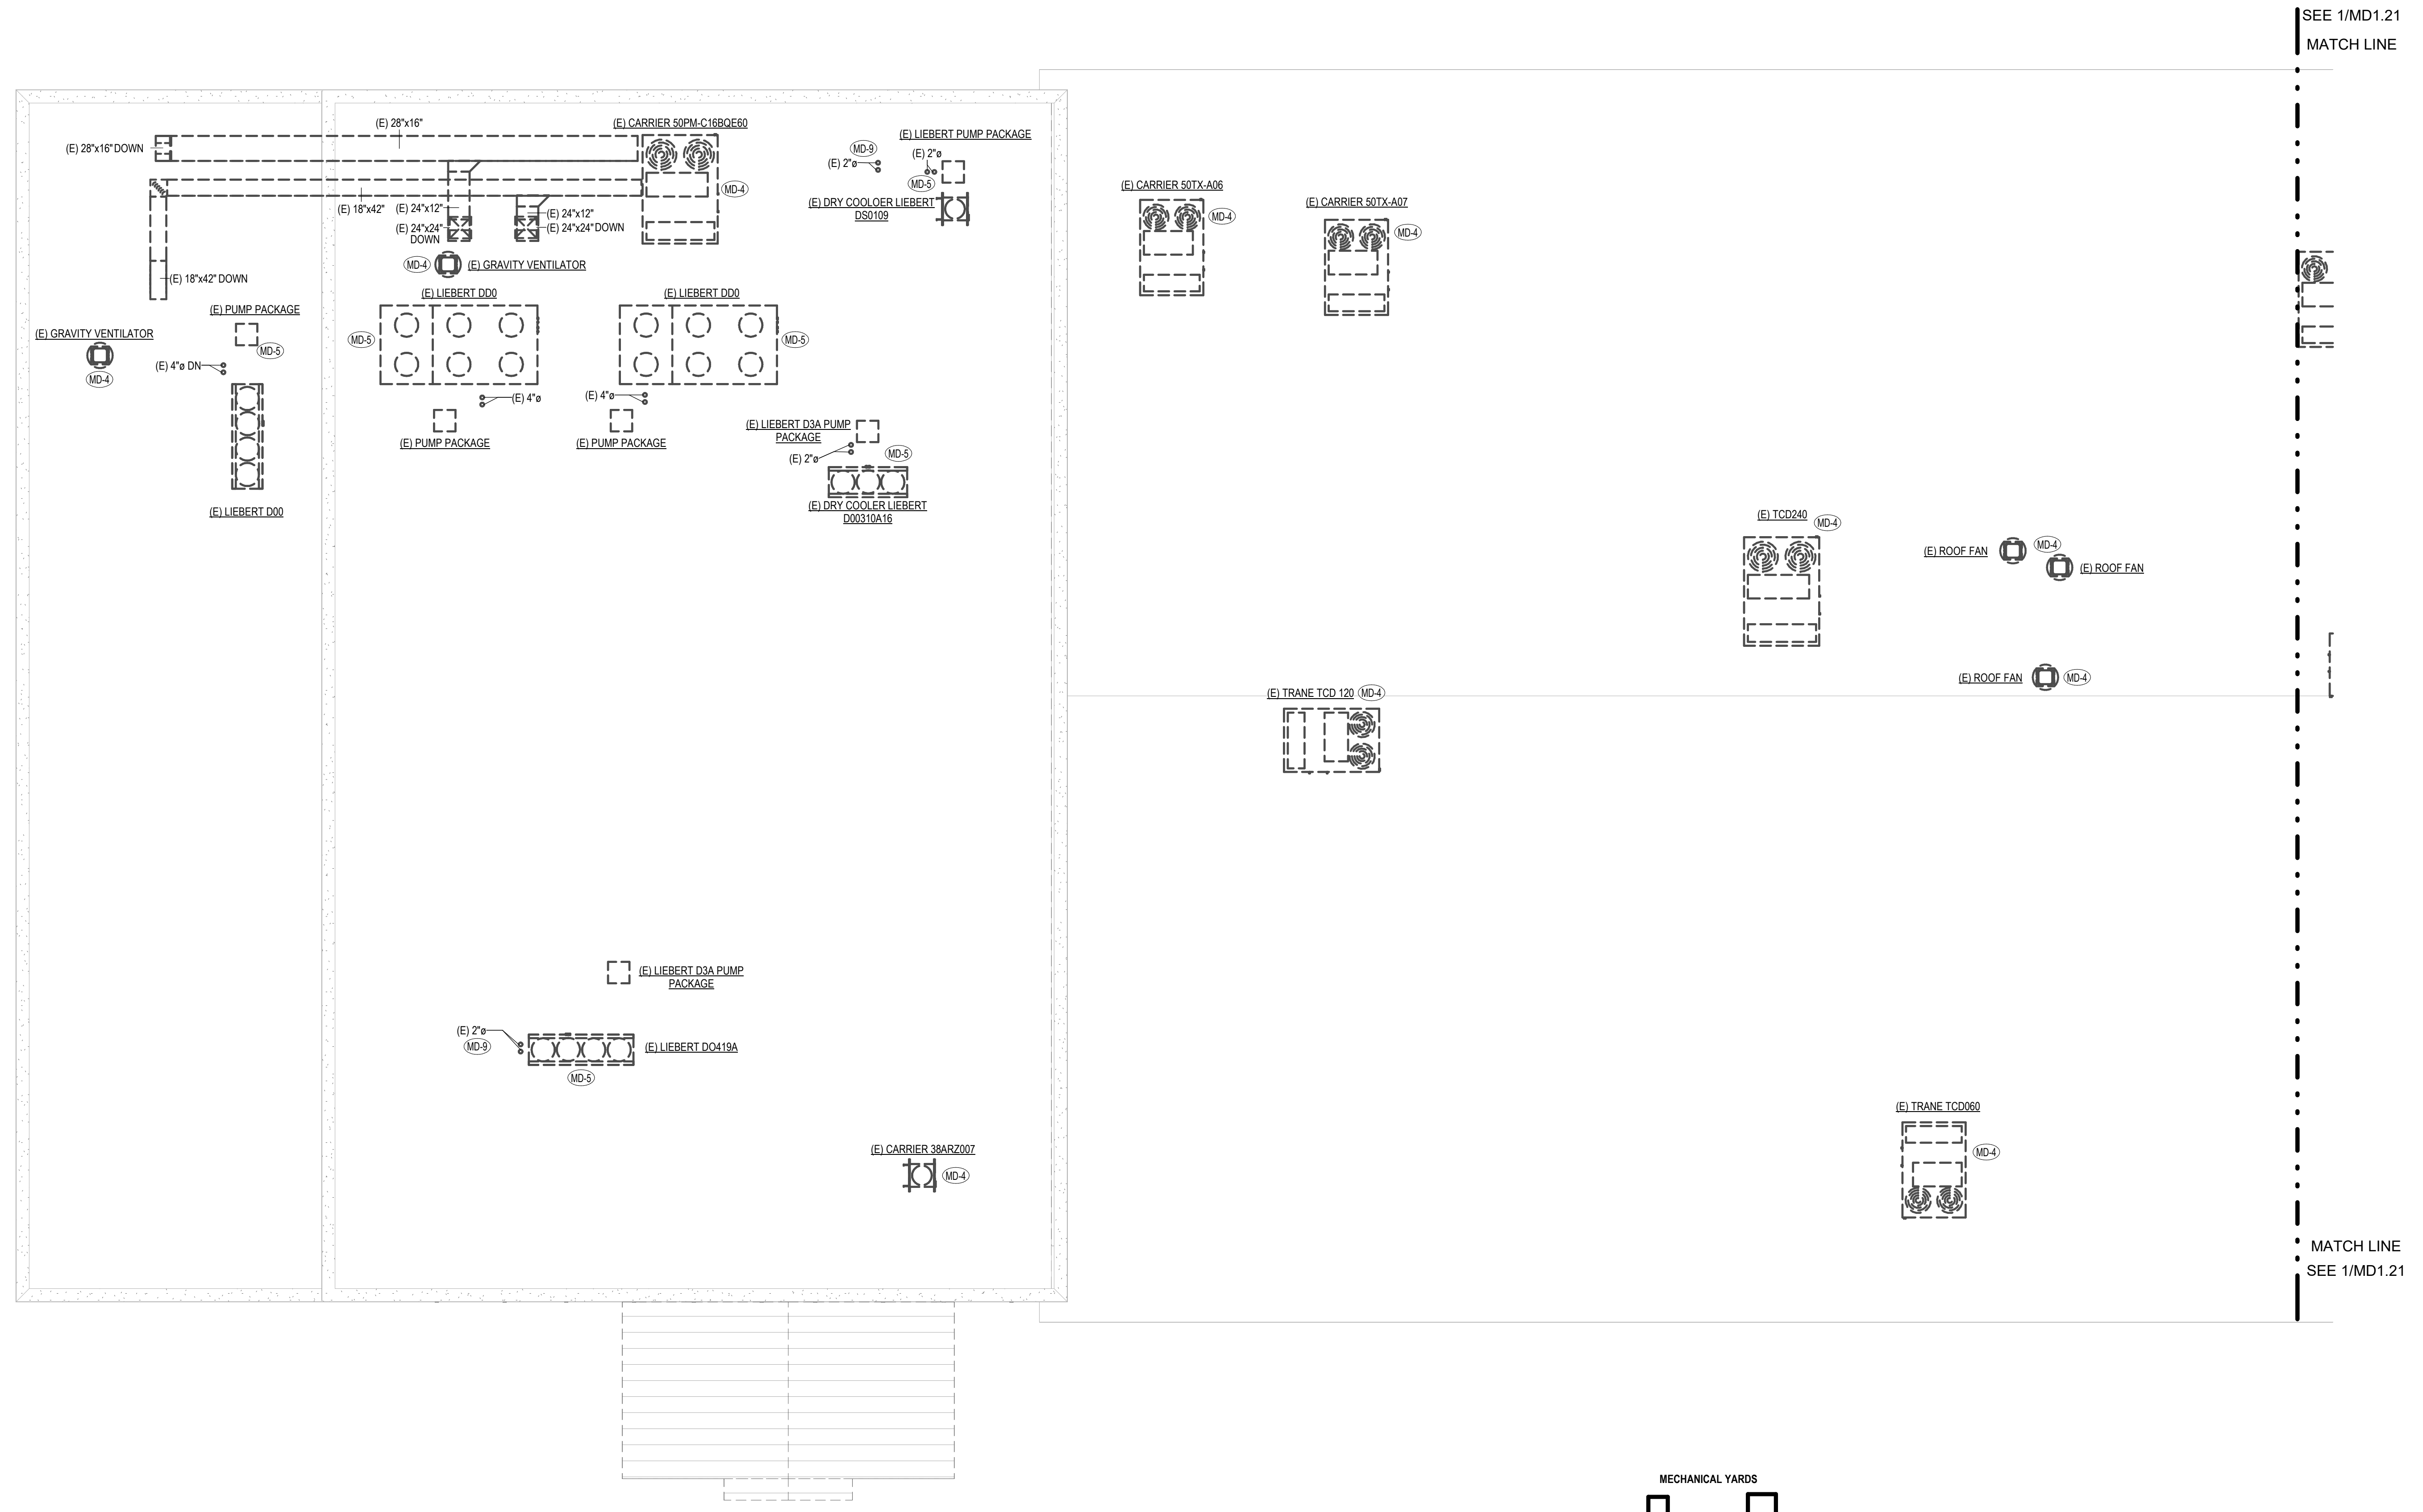 SEE 1/MD1.21
MATCH LINE
(E) 28"x16"
(E) CARRIER 50PM-C16BQE60
(E) 28"x16" DOWN
MD-9
(E) 2"ø
(E) LIEBERT PUMP PACKAGE
(E) 2"ø
MD-5
MD-4
(E) DRY COOLOER LIEBERT
DS0109
(E) 18"x42"
(E) 24"x12"
(E) 24"x24"
DOWN
(E) 24"x12"
(E) 24"x24" DOWN
(E) CARRIER 50TX-A06
MD-4
(E) CARRIER 50TX-A07
MD-4
MD-4
(E) GRAVITY VENTILATOR
(E) 18"x42" DOWN
(E) LIEBERT DD0
(E) LIEBERT DD0
(E) PUMP PACKAGE
MD-5
(E) GRAVITY VENTILATOR
MD-4
(E) 4"ø DN
MD-5
MD-5
(E) 4"ø
(E) 4"ø
(E) PUMP PACKAGE
(E) PUMP PACKAGE
(E) LIEBERT D3A PUMP
PACKAGE
(E) 2"ø
MD-5
(E) DRY COOLER LIEBERT
D00310A16
(E) LIEBERT D00
(E) TCD240
MD-4
(E) ROOF FAN
MD-4
(E) ROOF FAN
(E) ROOF FAN
MD-4
(E) TRANE TCD 120
MD-4
(E) LIEBERT D3A PUMP
PACKAGE
(E) 2"ø
MD-9
(E) LIEBERT DO419A
MD-5
(E) TRANE TCD060
MD-4
(E) CARRIER 38ARZ007
MD-4
MATCH LINE
SEE 1/MD1.21
MECHANICAL YARDS